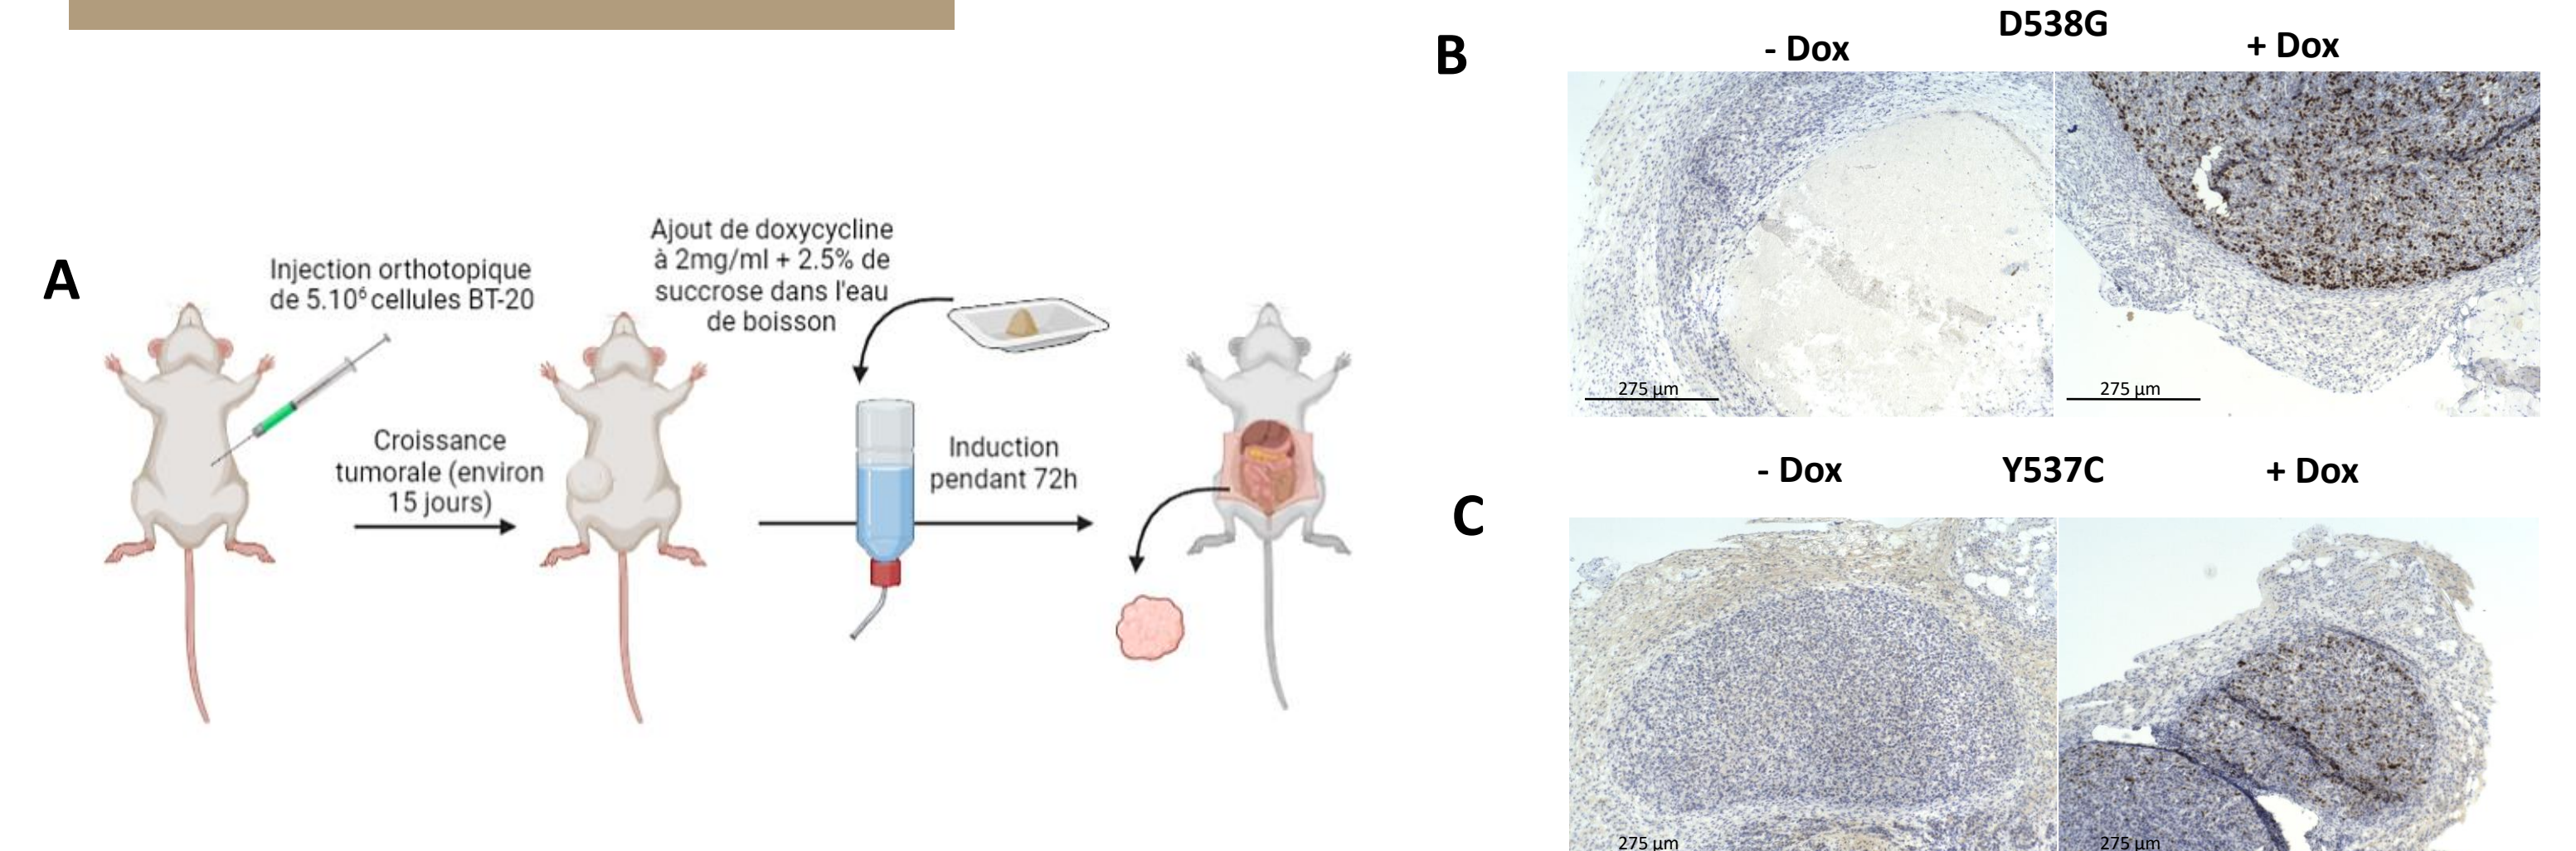 A
Injection orthotopique
de 5.10⁶ cellules BT-20
Croissance
tumorale (environ
15 jours)
Ajout de doxycycline
à 2mg/ml + 2.5% de
succrose dans l'eau
de boisson
Induction
pendant 72h
B
D538G
- Dox
+ Dox
275 µm
275 µm
C
- Dox
Y537C
+ Dox
275 µm
275 µm